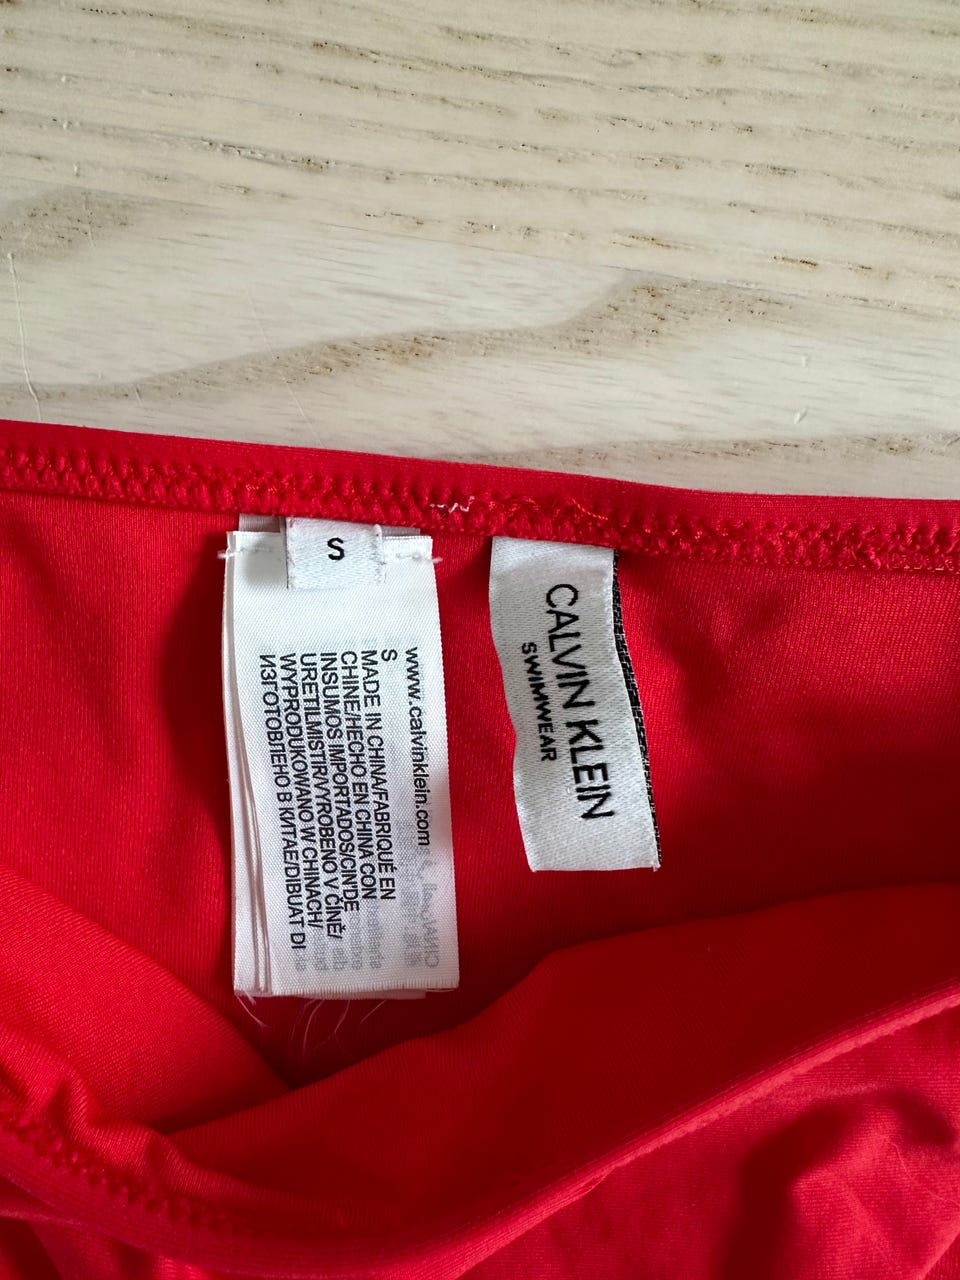 S
www.calvinklein.com
S
MADE IN CHINA/FABRIQUÉ EN
CHINE/HECHO EN CHINA CON
INSUMOS IMPORTADOS/CIN'DE
URETILMISTIR/VYROBENO V ČÍNĚ/
WYPRODUKOWANO W CHINACH/
ИЗГОТОВЛЕНО В КИТАЕ/DIBUAT DI
CALVIN KLEIN
SWIMWEAR